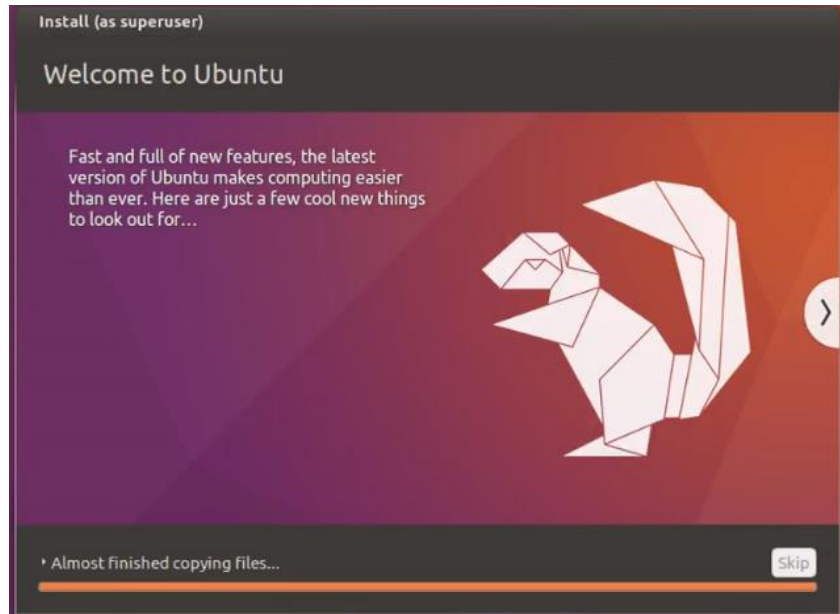 Install (as superuser)
Welcome to Ubuntu
Fast and full of new features, the latest
version of Ubuntu makes computing easier
than ever. Here are just a few cool new things
to look out for...
Almost finished copying files...
Skip